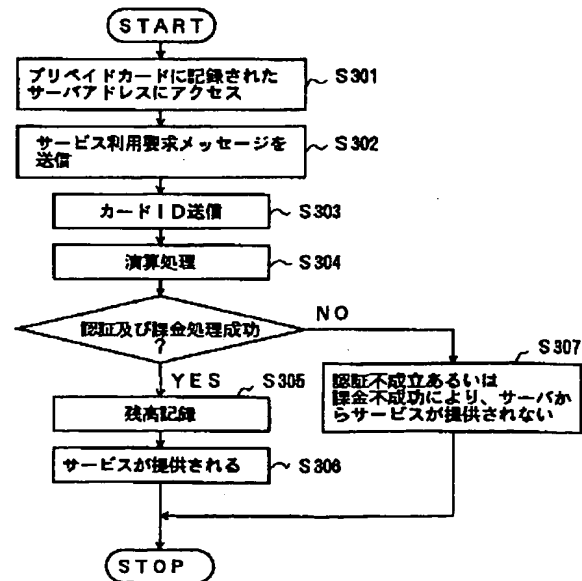 START
プリペイドカードに記録された
サーバアドレスにアクセス
S301
サービス利用要求メッセージを
送信
S302
カードID送信
S303
演算処理
S304
認証及び課金処理成功
?
NO
YES
S305
残高記録
サービスが提供される
S306
S307
認証不成立あるいは
課金不成功により、サーバか
らサービスが提供されない
STOP